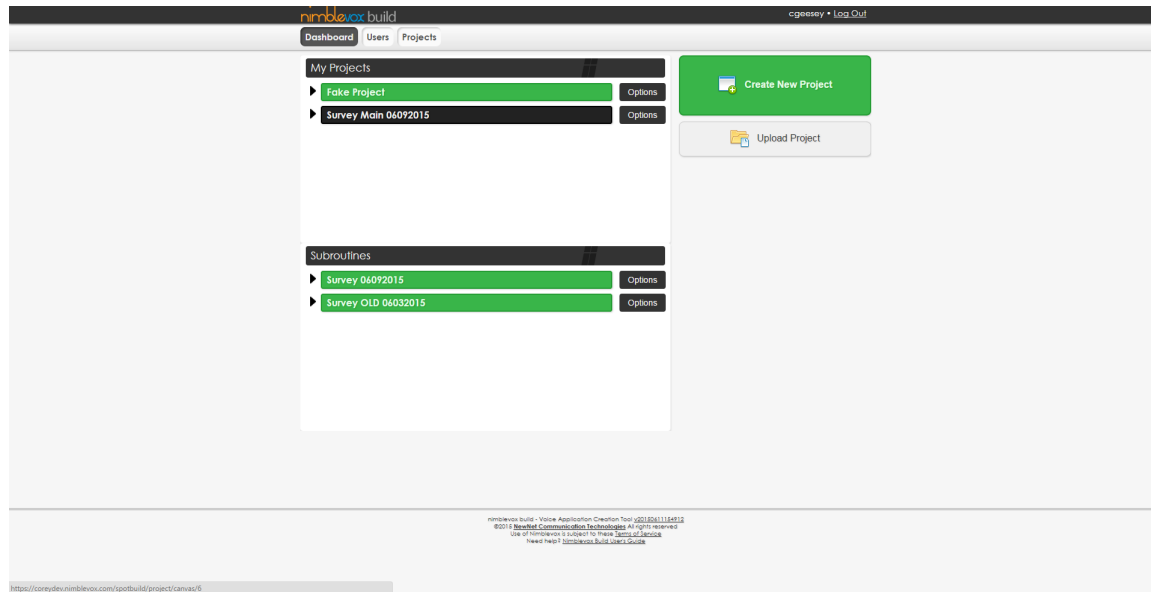 nimblevox build
cgeesey • Log Out
Dashboard Users Projects
My Projects
Fake Project Options
Survey Main 06092015 Options
Create New Project
Upload Project
Subroutines
Survey 06092015 Options
Survey OLD 06032015 Options
nimblevox build - Voice Application Creation Tool v20150611154912
©2015 NewNet Communication Technologies All rights reserved
Use of Nimblevox is subject to these Terms of Service
Need help? Nimblevox Build User's Guide
https://coreydev.nimblevox.com/spotbuild/project/canvas/6